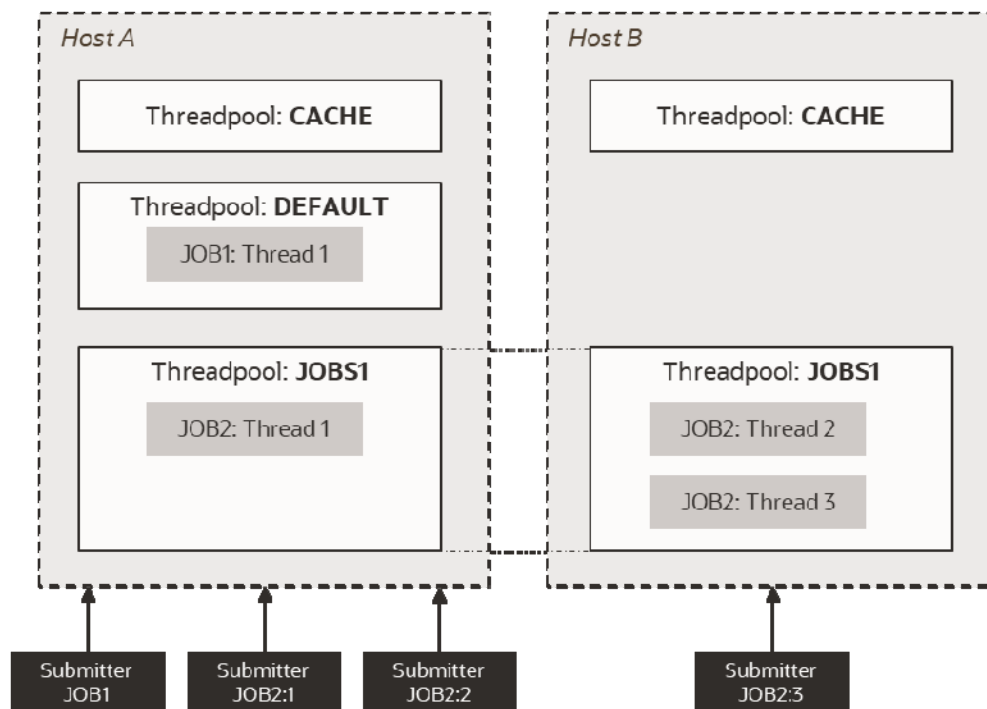 Host A
Threadpool: CACHE
Threadpool: DEFAULT
JOB1: Thread 1
Threadpool: JOBS1
JOB2: Thread 1
Host B
Threadpool: CACHE
Threadpool: JOBS1
JOB2: Thread 2
JOB2: Thread 3
Submitter
JOB1
Submitter
JOB2:1
Submitter
JOB2:2
Submitter
JOB2:3